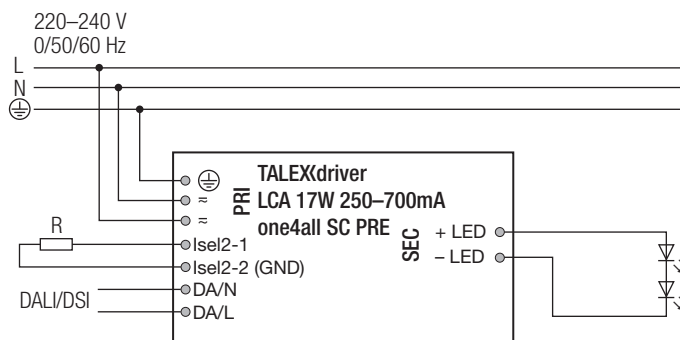 220–240 V
0/50/60 Hz
L
N
TALEXXdriver
LCA 17W 250–700mA
one4all SC PRE
PRI
≂
≂
SEC
+ LED
– LED
R
Isel2-1
Isel2-2 (GND)
DALI/DSI
DA/N
DA/L